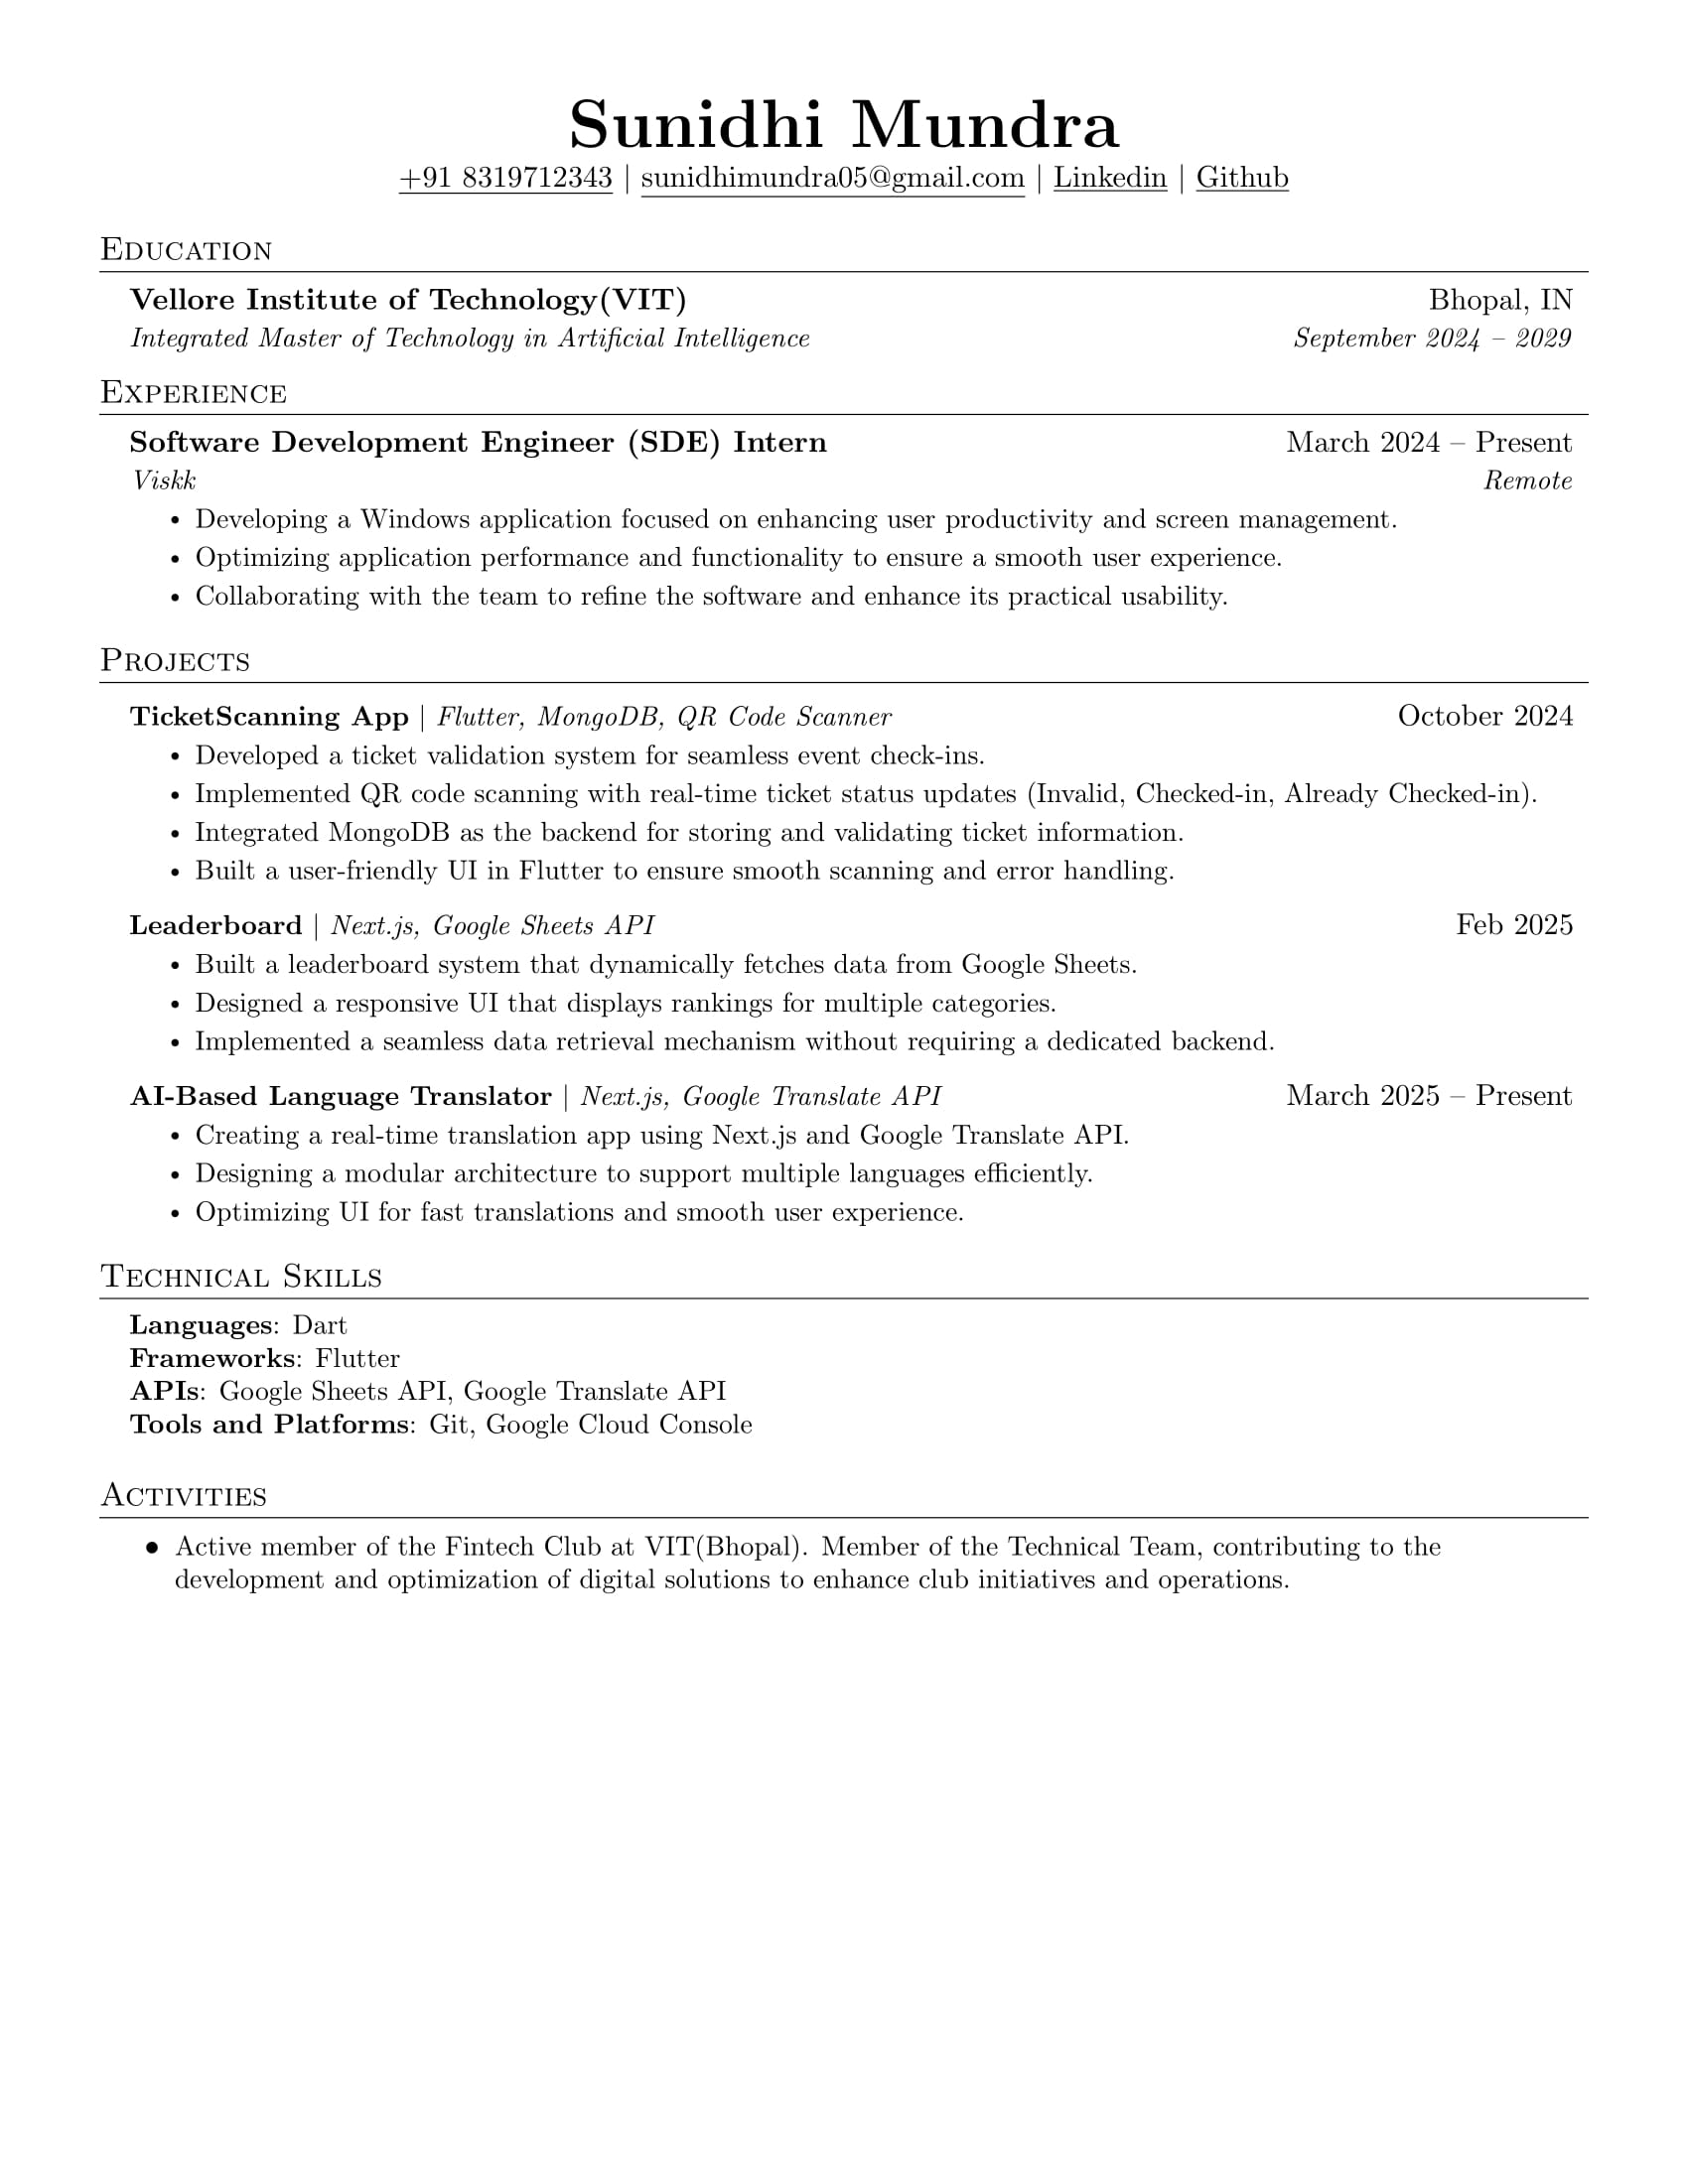 Sunidhi Mundra
+91 8319712343 | sunidhimundra05@gmail.com | Linkedin | Github
Education
Vellore Institute of Technology(VIT) Bhopal, IN
Integrated Master of Technology in Artificial Intelligence September 2024 – 2029
Experience
Software Development Engineer (SDE) Intern March 2024 – Present
Viskk Remote
• Developing a Windows application focused on enhancing user productivity and screen management.
• Optimizing application performance and functionality to ensure a smooth user experience.
• Collaborating with the team to refine the software and enhance its practical usability.
Projects
TicketScanning App | Flutter, MongoDB, QR Code Scanner October 2024
• Developed a ticket validation system for seamless event check-ins.
• Implemented QR code scanning with real-time ticket status updates (Invalid, Checked-in, Already Checked-in).
• Integrated MongoDB as the backend for storing and validating ticket information.
• Built a user-friendly UI in Flutter to ensure smooth scanning and error handling.
Leaderboard | Next.js, Google Sheets API Feb 2025
• Built a leaderboard system that dynamically fetches data from Google Sheets.
• Designed a responsive UI that displays rankings for multiple categories.
• Implemented a seamless data retrieval mechanism without requiring a dedicated backend.
AI-Based Language Translator | Next.js, Google Translate API March 2025 – Present
• Creating a real-time translation app using Next.js and Google Translate API.
• Designing a modular architecture to support multiple languages efficiently.
• Optimizing UI for fast translations and smooth user experience.
Technical Skills
Languages: Dart
Frameworks: Flutter
APIs: Google Sheets API, Google Translate API
Tools and Platforms: Git, Google Cloud Console
Activities
• Active member of the Fintech Club at VIT(Bhopal). Member of the Technical Team, contributing to the
development and optimization of digital solutions to enhance club initiatives and operations.